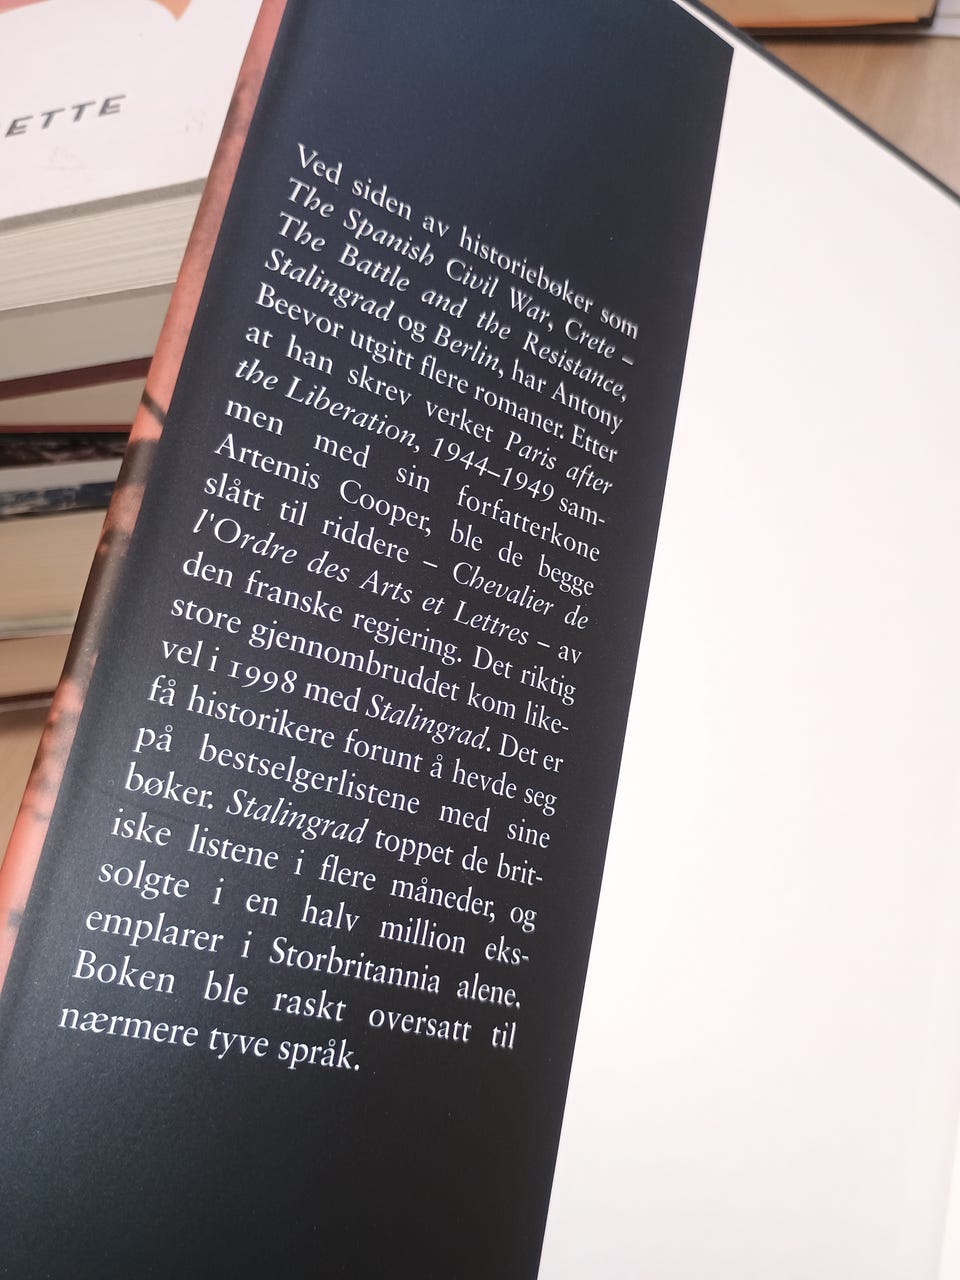 ETTE
Ved siden av historiebøker som
The Spanish Civil War, Crete –
The Battle and the Resistance,
Stalingrad og Berlin, har Antony
Beevor utgitt flere romaner. Etter
at han skrev verket Paris after
the Liberation, 1944–1949 sam-
men med sin forfatterkone
Artemis Cooper, ble de begge
slått til riddere – Chevalier de
l'Ordre des Arts et Lettres – av
den franske regjering. Det riktig
store gjennombruddet kom like-
vel i 1998 med Stalingrad. Det er
få historikere forunt å hevde seg
på bestselgerlistene med sine
bøker. Stalingrad toppet de brit-
iske listene i flere måneder, og
solgte i en halv million eks-
emplarer i Storbritannia alene.
Boken ble raskt oversatt til
nærmere tyve språk.